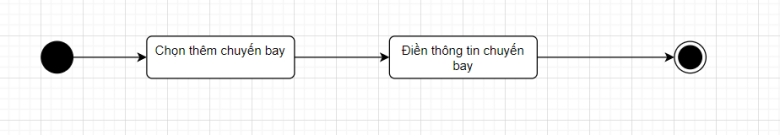 Chọn thêm chuyến bay
Điền thông tin chuyến
bay